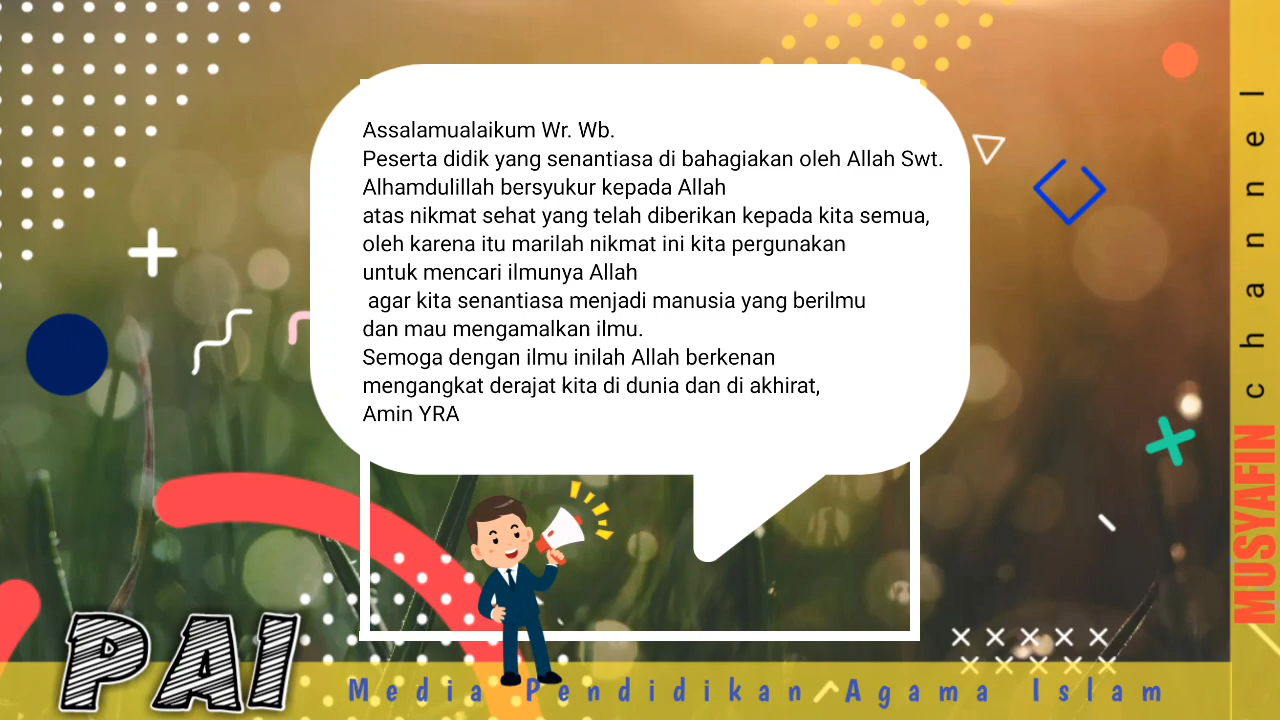 Assalamualaikum Wr. Wb.
Peserta didik yang senantiasa di bahagiakan oleh Allah Swt.
Alhamdulillah bersyukur kepada Allah
atas nikmat sehat yang telah diberikan kepada kita semua,
oleh karena itu marilah nikmat ini kita pergunakan
untuk mencari ilmunya Allah
agar kita senantiasa menjadi manusia yang berilmu
dan mau mengamalkan ilmu.
Semoga dengan ilmu inilah Allah berkenan
mengangkat derajat kita di dunia dan di akhirat,
Amin YRA
PAI
Media Pendidikan Agama Islam
MUSYAFIN channel